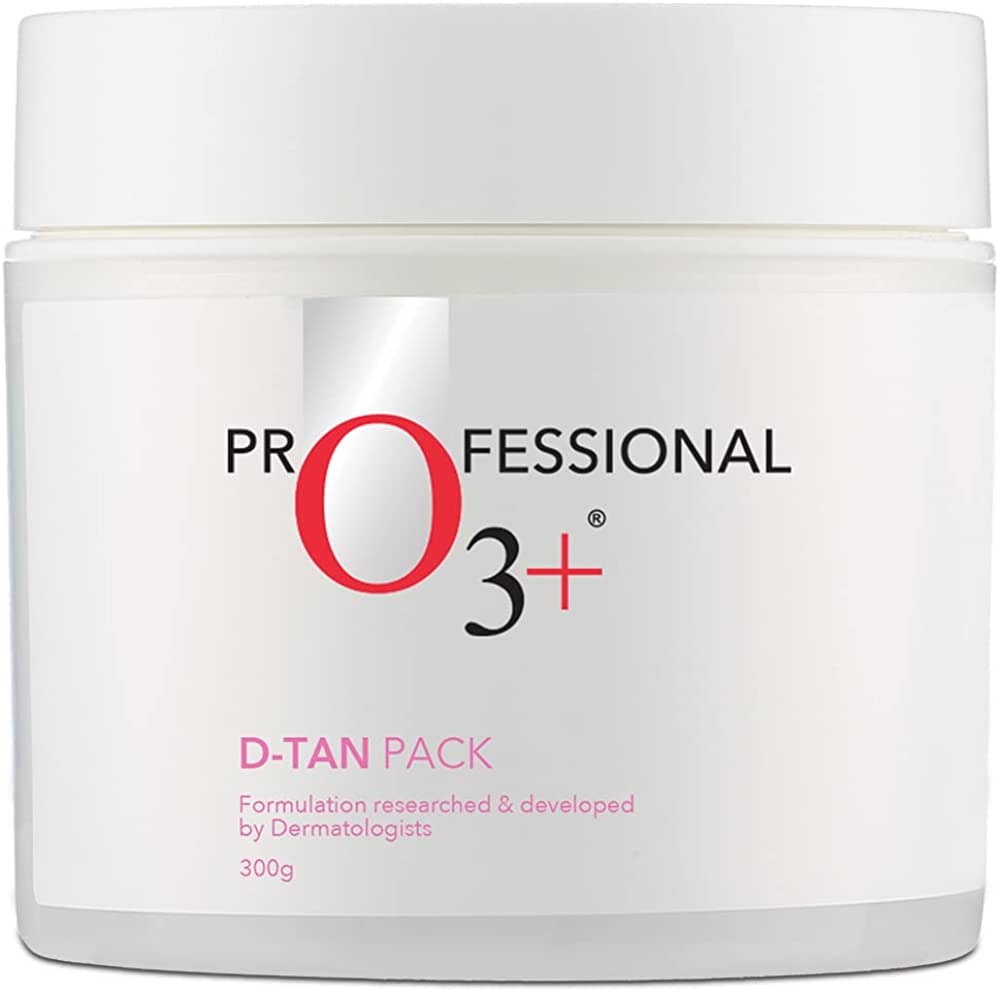 PROFESSIONAL
O3+®
D-TAN PACK
Formulation researched & developed
by Dermatologists
300g